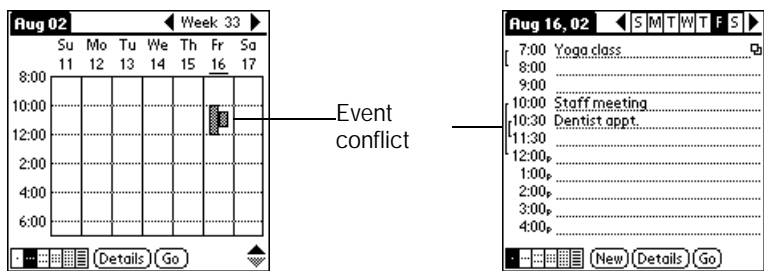 Aug 02 Week 33
Su Mo Tu We Th Fr Sa
11 12 13 14 15 16 17
8:00
10:00
12:00
2:00
4:00
6:00
Details Go
Event
conflict
Aug 16, 02 S M T W T F S
7:00 Yoga class
8:00
9:00
10:00 Staff meeting
10:30 Dentist appt.
11:30
12:00P
1:00P
2:00P
3:00P
4:00P
New Details Go